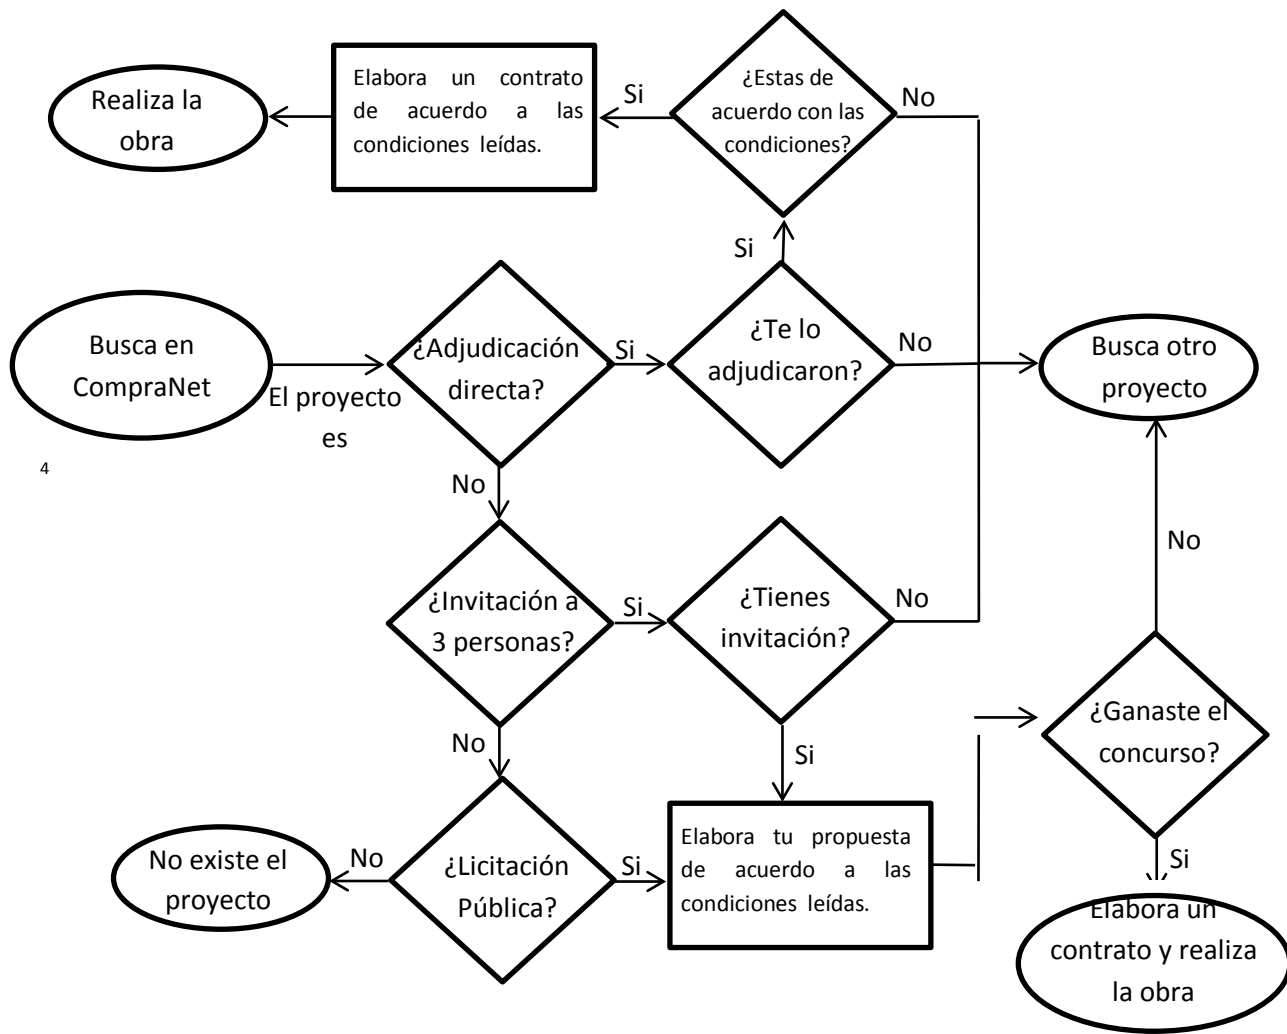 Realiza la
obra
Elabora un contrato
de acuerdo a las
condiciones leídas.
Si
¿Estas de
acuerdo con las
condiciones?
No
Si
Busca en
CompraNet
El proyecto
es
¿Adjudicación
directa?
Si
¿Te lo
adjudicaron?
No
Busca otro
proyecto
4
No
No
¿Invitación a
3 personas?
Si
¿Tienes
invitación?
No
¿Ganaste el
concurso?
No
Si
No existe el
proyecto
No
¿Licitación
Pública?
Si
Elabora tu propuesta
de acuerdo a las
condiciones leídas.
Si
Elabora un
contrato y realiza
la obra